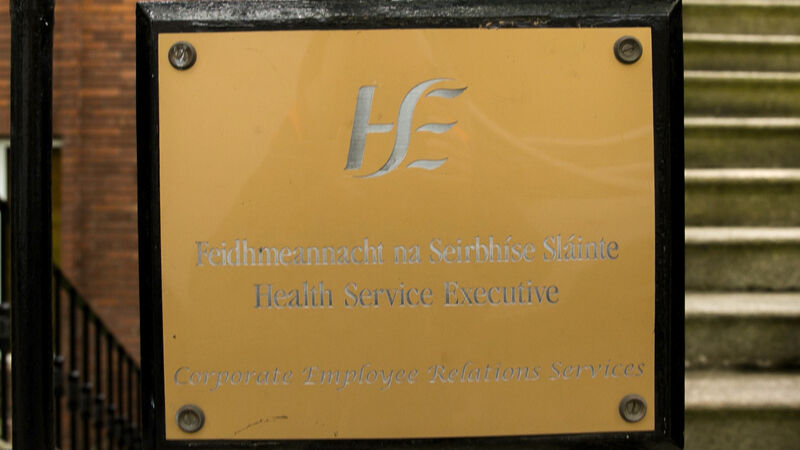 HSE
Feidhmeannacht na Seirbhíse Sláinte
Health Service Executive
Corporate Employee Relations Services